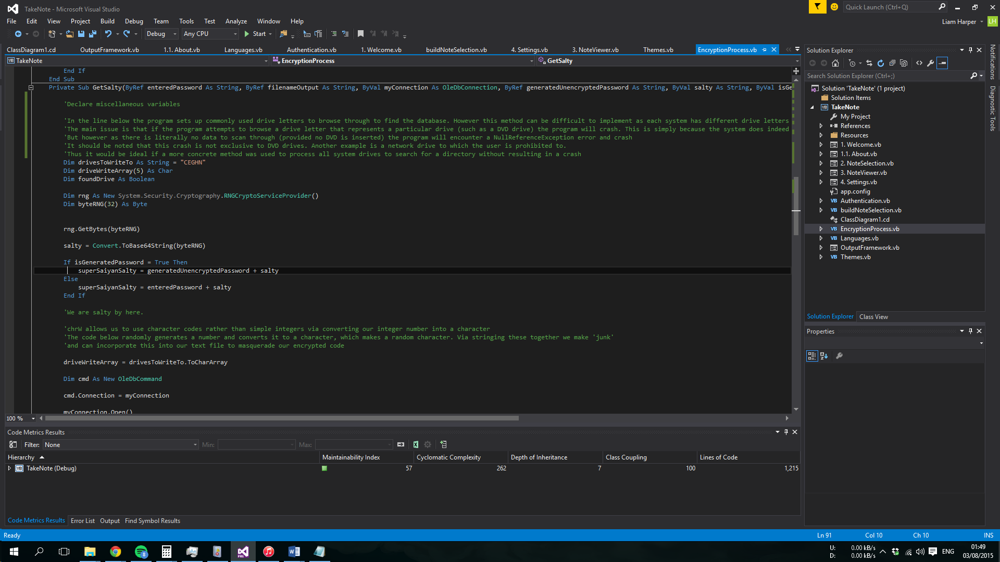 TakeNote - Microsoft Visual Studio
Quick Launch (Ctrl+Q)
File Edit View Project Build Debug Team Tools Test Analyze Window Help
Liam Harper LH
Debug Any CPU Start
ClassDiagram1.cd OutputFramework.vb 1.1. About.vb Languages.vb Authentication.vb 1. Welcome.vb buildNoteSelection.vb 4. Settings.vb 3. NoteViewer.vb Themes.vb EncryptionProcess.vb
VB TakeNote EncryptionProcess GetSalty
End If
End Sub
Private Sub GetSalty(ByRef enteredPassword As String, ByRef filenameOutput As String, ByVal myConnection As OleDbConnection, ByRef generatedUnencryptedPassword As String, ByVal salty As String, ByVal isGe
'Declare miscellaneous variables
'In the line below the program sets up commonly used drive letters to browse through to find the database. However this method can be difficult to implement as each system has different drive letters
'The main issue is that if the program attempts to browse a drive letter that represents a particular drive (such as a DVD drive) the program will crash. This is simply because the system does indeed
'But however as there is literally no data to scan through (provided no DVD is inserted) the program will encounter a NullReferenceException error and crash
'It should be noted that this crash is not exclusive to DVD drives. Another example is a network drive to which the user is prohibited to.
'Thus it would be ideal if a more concrete method was used to process all system drives to search for a directory without resulting in a crash
Dim drivesToWriteTo As String = "CEGHN"
Dim driveWriteArray(5) As Char
Dim foundDrive As Boolean
Dim rng As New System.Security.Cryptography.RNGCryptoServiceProvider()
Dim byteRNG(32) As Byte
rng.GetBytes(byteRNG)
salty = Convert.ToBase64String(byteRNG)
If isGeneratedPassword = True Then
superSaiyanSalty = generatedUnencryptedPassword + salty
Else
superSaiyanSalty = enteredPassword + salty
End If
'We are salty by here.
'chrW allows us to use character codes rather than simple integers via converting our integer number into a character
'The code below randomly generates a number and converts it to a character, which makes a random character. Via stringing these together we make 'junk'
'and can incorporate this into our text file to masquerade our encrypted code
driveWriteArray = drivesToWriteTo.ToCharArray
Dim cmd As New OleDbCommand
cmd.Connection = myConnection
myConnection.Open()
100 %
Code Metrics Results
Filter: None Min: Max:
Hierarchy Maintainability Index Cyclomatic Complexity Depth of Inheritance Class Coupling Lines of Code
VB TakeNote (Debug) 57 262 7 100 1,215
Code Metrics Results Error List Output Find Symbol Results
Solution Explorer
Search Solution Explorer (Ctrl+;)
Solution 'TakeNote' (1 project)
Solution Items
VB TakeNote
My Project
References
Resources
1. Welcome.vb
1.1. About.vb
2. NoteSelection.vb
3. NoteViewer.vb
4. Settings.vb
app.config
VB Authentication.vb
VB buildNoteSelection.vb
ClassDiagram1.cd
VB EncryptionProcess.vb
VB Languages.vb
OutputFramework.vb
VB Themes.vb
Solution Explorer Class View
Properties
Notifications
Diagnostic Tools
Ready Ln 91 Col 10 Ch 10 INS
U: 0.00 kB/s
D: 0.00 kB/s
ENG
01:49
03/08/2015